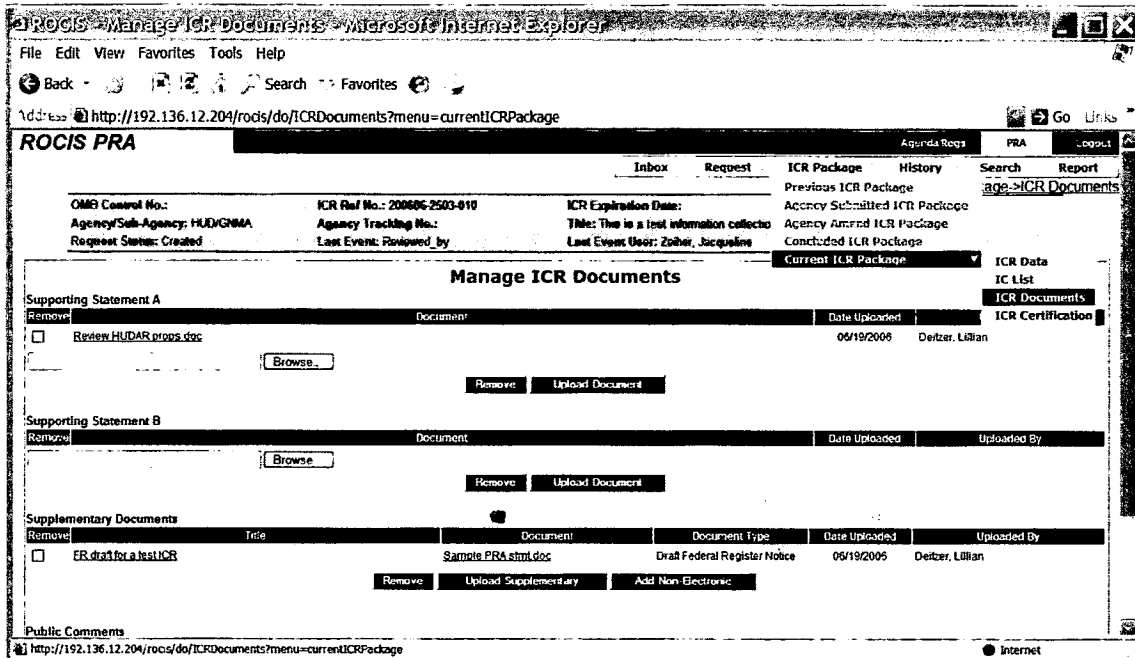 ROCIS - Manage ICR Documents - Microsoft Internet Explorer
File Edit View Favorites Tools Help
Back Search Favorites
Address http://192.136.12.204/rocis/do/ICRDocuments?menu=currentICRPackage Go Links
ROCIS PRA Agenda Regs PRA Logout
Inbox Request ICR Package History Search Report
Previous ICR Package age->ICR Documents
OMB Control No.: ICR Ref No.: 200606-2503-010 ICR Expiration Date: Agency Submitted ICR Package
Agency/Sub-Agency: HUD/GNMA Agency Tracking No.: Title: This is a test information collectio Agency Amend ICR Package
Request Status: Created Last Event: Reviewed_by Last Event User: Zoiher, Jacqueline Concluded ICR Package
Current ICR Package ICR Data
Manage ICR Documents IC List
Supporting Statement A ICR Documents
Remove Document Date Uploaded ICR Certification
Review HUDAR props doc 06/19/2006 Deitzer, Lillian
Browse...
Remove Upload Document
Supporting Statement B
Remove Document Date Uploaded Uploaded By
Browse...
Remove Upload Document
Supplementary Documents
Remove Title Document Document Type Date Uploaded Uploaded By
FR draft for a test ICR Sample PRA stmt.doc Draft Federal Register Notice 06/19/2006 Deitzer, Lillian
Remove Upload Supplementary Add Non-Electronic
Public Comments
http://192.136.12.204/rocis/do/ICRDocuments?menu=currentICRPackage Internet